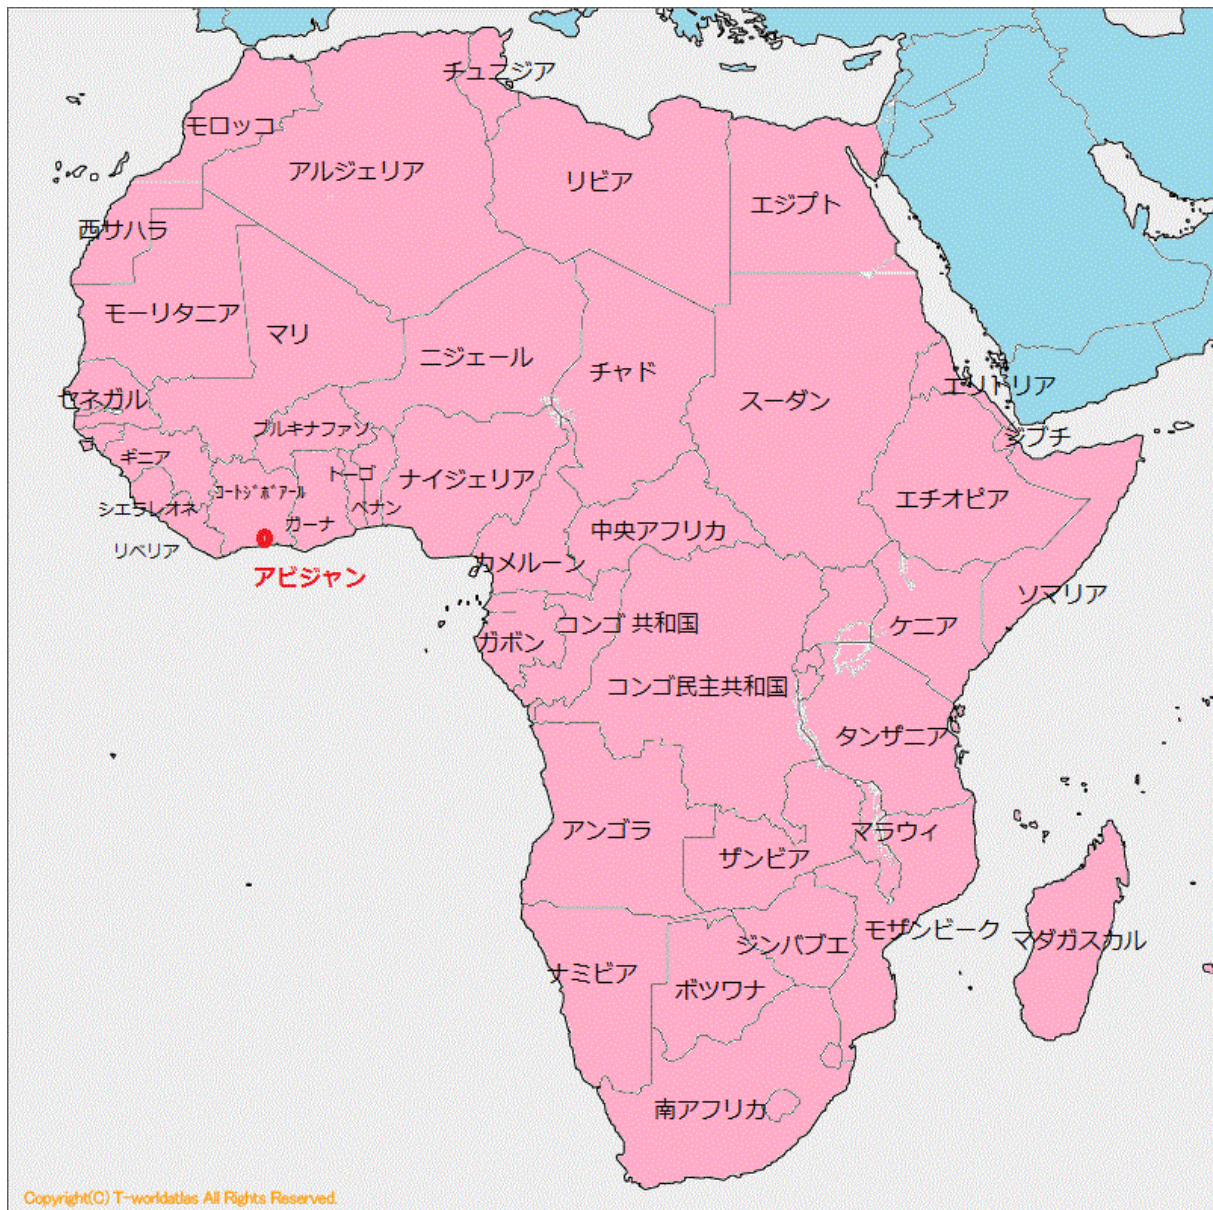 チュニジア
モロッコ
アルジェリア
リビア
エジプト
西サハラ
モーリタニア
マリ
ニジェール
チャド
スーダン
エリトリア
セネガル
ブルキナファソ
ジブチ
ギニア
トーゴ
ナイジェリア
コートジボアール
エチオピア
シエラレオネ
ベナン
ガーナ
中央アフリカ
リベリア
カメルーン
アビジャン
ソマリア
コンゴ 共和国
ケニア
ガボン
コンゴ民主共和国
タンザニア
アンゴラ
マラウィ
ザンビア
モザンビーク
マダガスカル
ジンバブエ
ナミビア
ボツワナ
南アフリカ
Copyright(C) T-worldatlas All Rights Reserved.